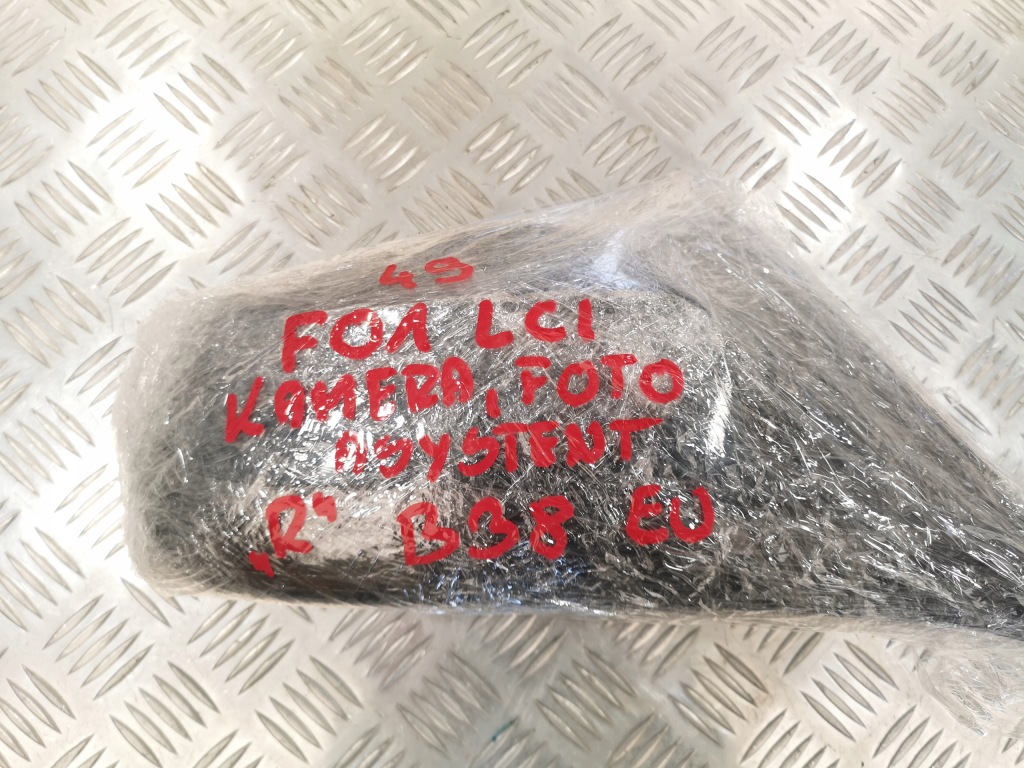 49
F01 LCI
KAMERA, FOTO
ASYSTENT
„R" B38 EU